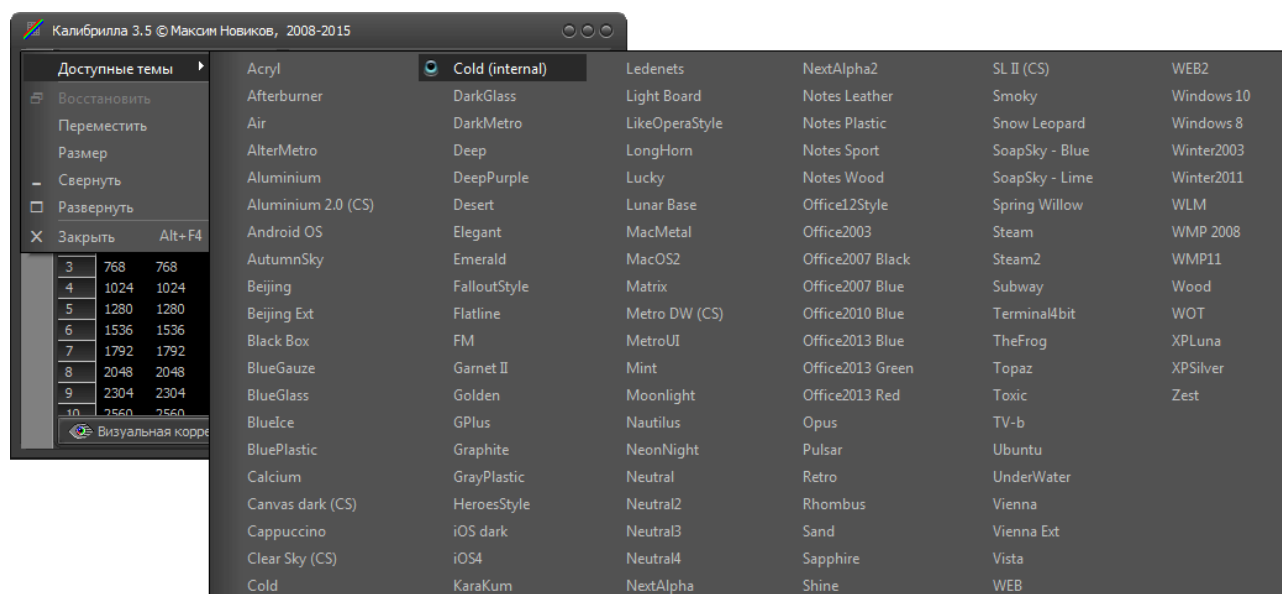 Калибрилла 3.5 © Максим Новиков, 2008-2015
Доступные темы
Восстановить
Переместить
Размер
Свернуть
Развернуть
Закрыть Alt+F4
3 768 768
4 1024 1024
5 1280 1280
6 1536 1536
7 1792 1792
8 2048 2048
9 2304 2304
10 2560 2560
Визуальная корре
Acryl
Afterburner
Air
AlterMetro
Aluminium
Aluminium 2.0 (CS)
Android OS
AutumnSky
Beijing
Beijing Ext
Black Box
BlueGauze
BlueGlass
BlueIce
BluePlastic
Calcium
Canvas dark (CS)
Cappuccino
Clear Sky (CS)
Cold
Cold (internal)
DarkGlass
DarkMetro
Deep
DeepPurple
Desert
Elegant
Emerald
FalloutStyle
Flatline
FM
Garnet II
Golden
GPlus
Graphite
GrayPlastic
HeroesStyle
iOS dark
iOS4
KaraKum
Ledenets
Light Board
LikeOperaStyle
LongHorn
Lucky
Lunar Base
MacMetal
MacOS2
Matrix
Metro DW (CS)
MetroUI
Mint
Moonlight
Nautilus
NeonNight
Neutral
Neutral2
Neutral3
Neutral4
NextAlpha
NextAlpha2
Notes Leather
Notes Plastic
Notes Sport
Notes Wood
Office12Style
Office2003
Office2007 Black
Office2007 Blue
Office2010 Blue
Office2013 Blue
Office2013 Green
Office2013 Red
Opus
Pulsar
Retro
Rhombus
Sand
Sapphire
Shine
SL II (CS)
Smoky
Snow Leopard
SoapSky - Blue
SoapSky - Lime
Spring Willow
Steam
Steam2
Subway
Terminal4bit
TheFrog
Topaz
Toxic
TV-b
Ubuntu
UnderWater
Vienna
Vienna Ext
Vista
WEB
WEB2
Windows 10
Windows 8
Winter2003
Winter2011
WLM
WMP 2008
WMP11
Wood
WOT
XPLuna
XPSilver
Zest